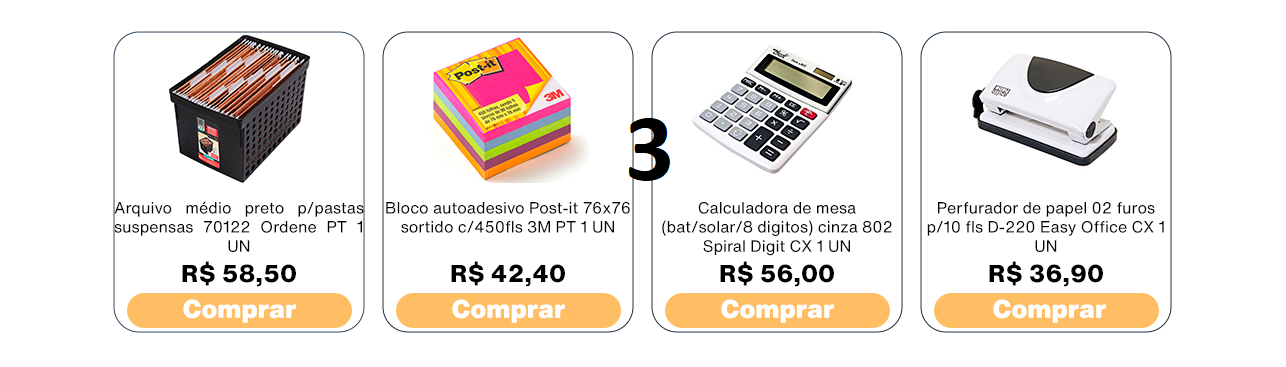 Post-it
3M
3
Arquivo médio preto p/pastas
suspensas 70122 Ordene PT 1
UN
R$ 58,50
Comprar
Bloco autoadesivo Post-it 76x76
sortido c/450fls 3M PT 1 UN
R$ 42,40
Comprar
Calculadora de mesa
(bat/solar/8 digitos) cinza 802
Spiral Digit CX 1 UN
R$ 56,00
Comprar
Perfurador de papel 02 furos
p/10 fls D-220 Easy Office CX 1
UN
R$ 36,90
Comprar